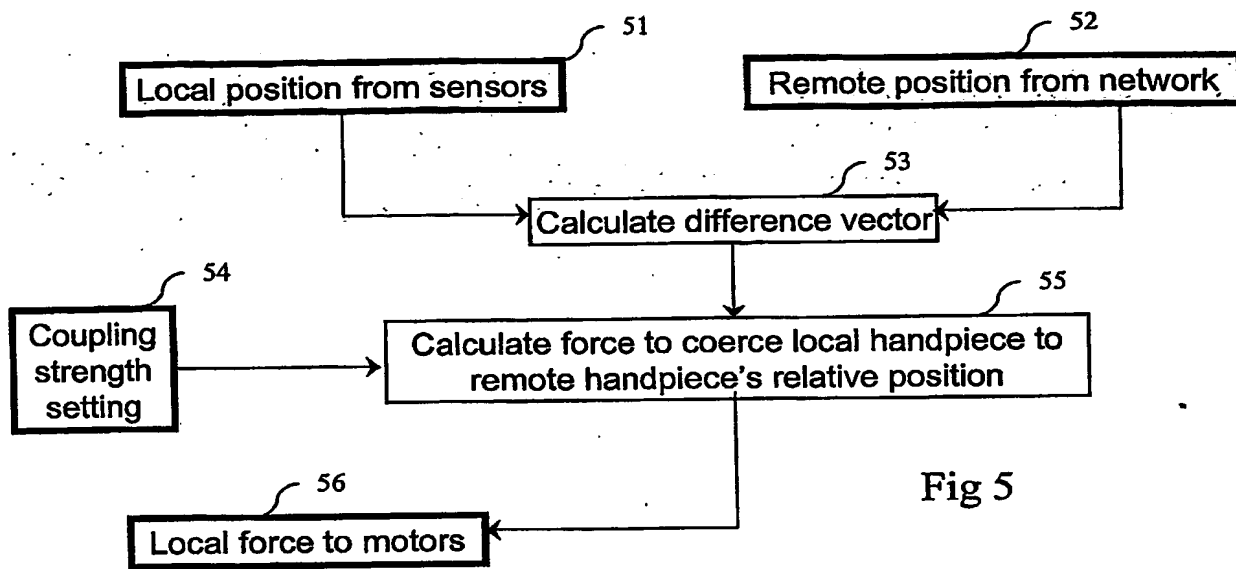 51
52
Local position from sensors
Remote position from network
53
Calculate difference vector
54
55
Coupling
strength
setting
Calculate force to coerce local handpiece to
remote handpiece's relative position
56
Fig 5
Local force to motors